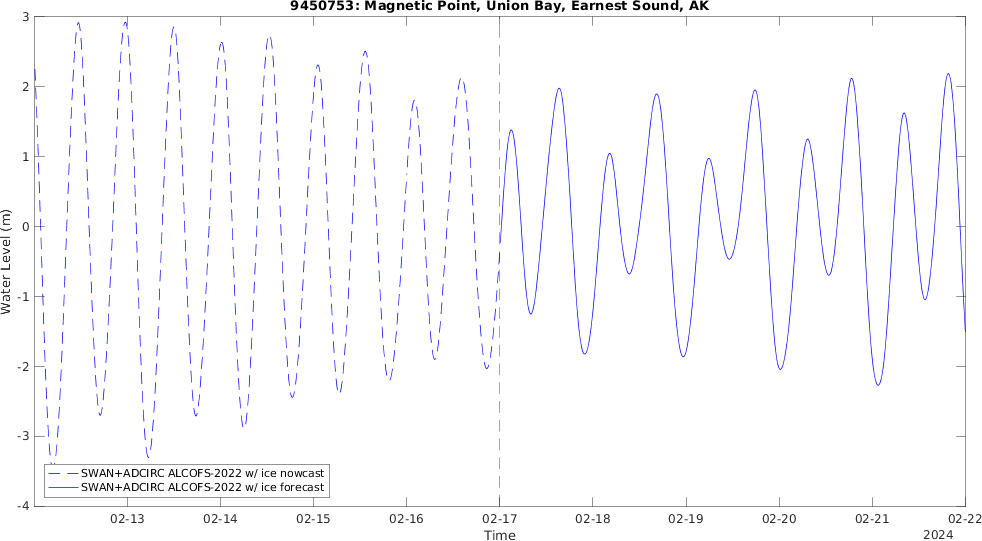 9450753: Magnetic Point, Union Bay, Earnest Sound, AK
3
2
1
0
-1
-2
-3
-4
Water Level (m)
SWAN+ADCIRC ALCOFS-2022 w/ ice nowcast
SWAN+ADCIRC ALCOFS-2022 w/ ice forecast
02-13 02-14 02-15 02-16 02-17 02-18 02-19 02-20 02-21 02-22
Time
2024